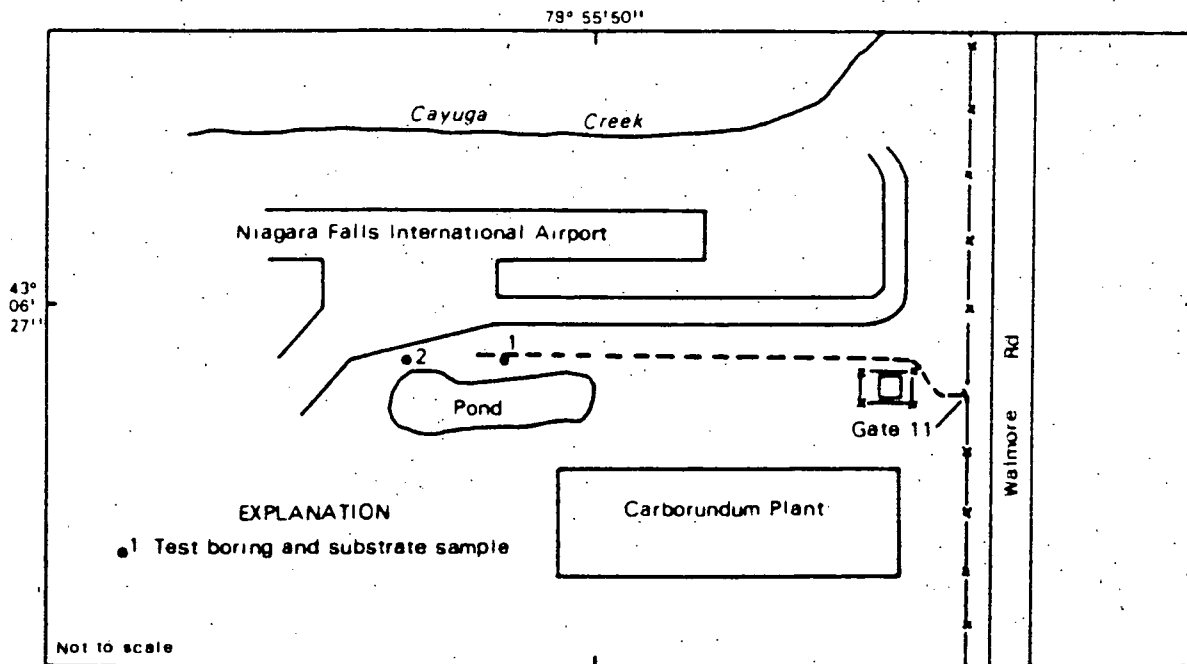 79° 55'50''
Cayuga Creek
Niagara Falls International Airport
43°
06'
27''
1
2
Pond
Gate 11
Walmore Rd
EXPLANATION
1 Test boring and substrate sample
Carborundum Plant
Not to scale